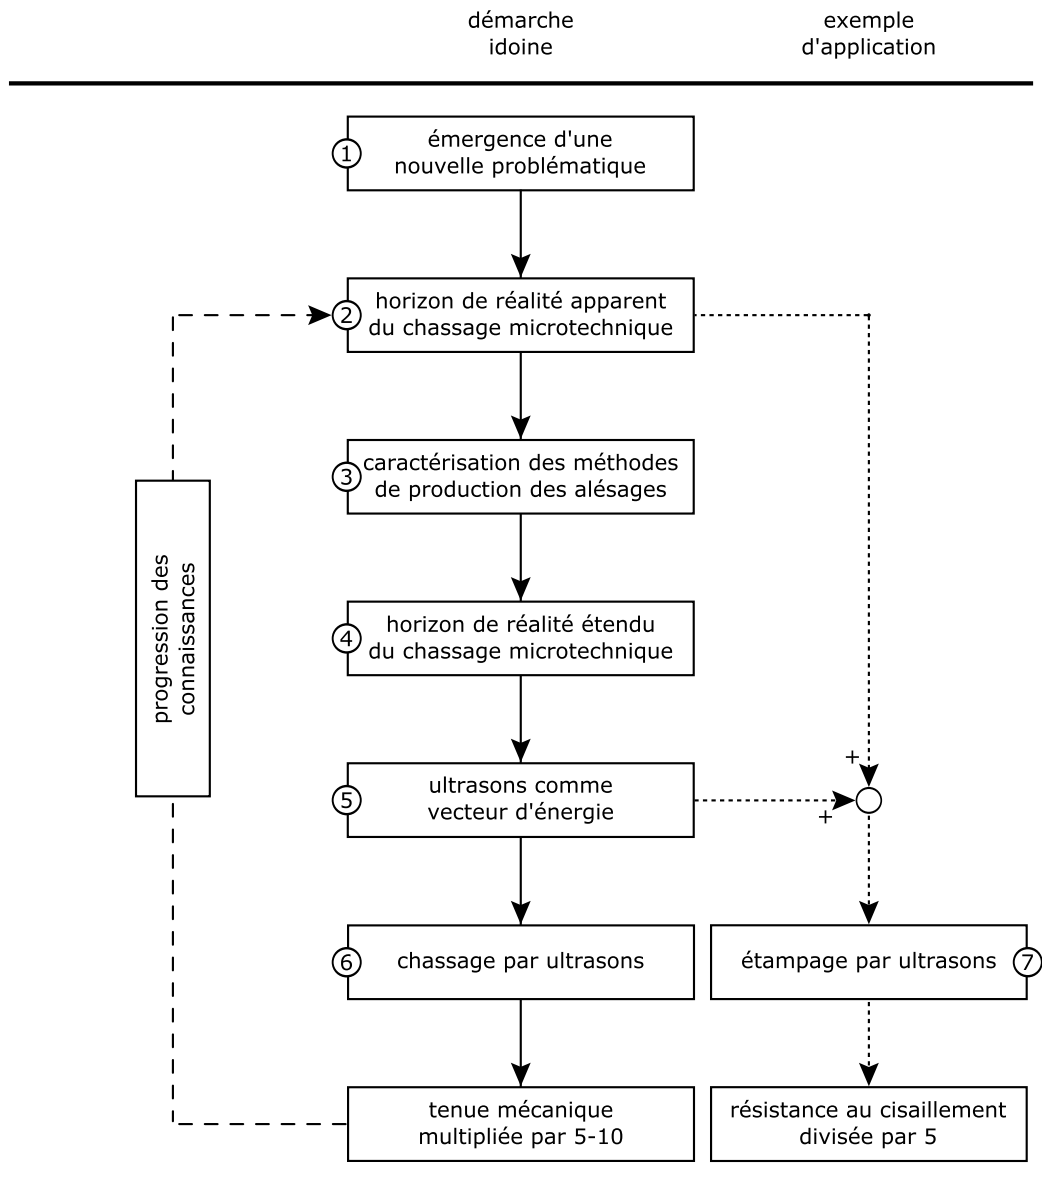 démarche
idoine
exemple
d'application
1
émergence d'une
nouvelle problématique
2
horizon de réalité apparent
du chassage microtechnique
3
caractérisation des méthodes
de production des alésages
progression des
connaissances
4
horizon de réalité étendu
du chassage microtechnique
+
5
ultrasons comme
vecteur d'énergie
+
6
chassage par ultrasons
étampage par ultrasons
7
tenue mécanique
multipliée par 5-10
résistance au cisaillement
divisée par 5